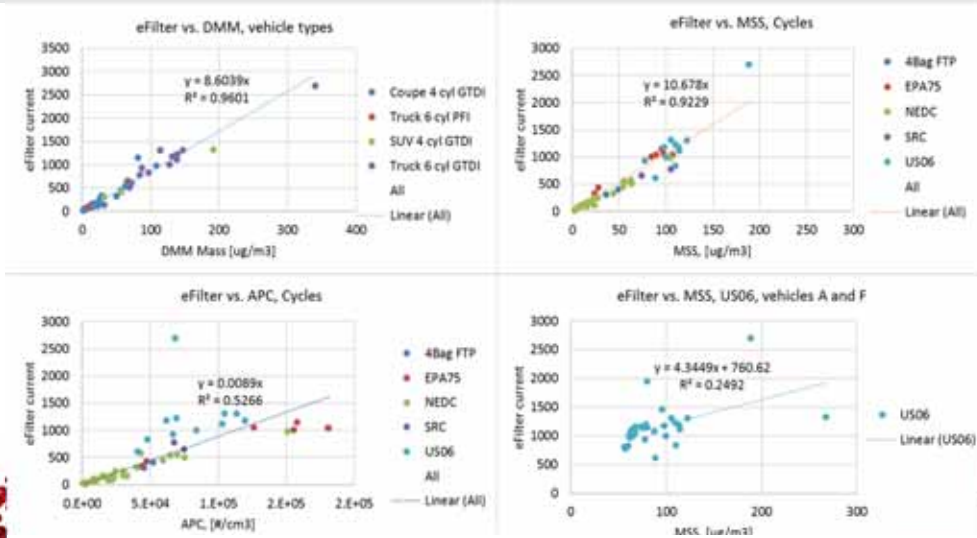 eFilter vs. DMM, vehicle types
3500
3000
2500
2000
1500
1000
500
0
eFilter current
y = 8.6039x
R² = 0.9601
0
100
200
300
400
DMM Mass [ug/m3]
Coupe 4 cyl GTDI
Truck 6 cyl PFI
SUV 4 cyl GTDI
Truck 6 cyl GTDI
All
Linear (All)
eFilter vs. MSS, Cycles
3000
2500
2000
1500
1000
500
0
eFilter current
y = 10.678x
R² = 0.9229
0
50
100
150
200
250
300
MSS, [ug/m3]
4Bag FTP
EPA75
NEDC
SRC
US06
All
Linear (All)
eFilter vs. APC, Cycles
3000
2500
2000
1500
1000
500
0
eFilter current
y = 0.0089x
R² = 0.5266
0.E+00
5.E+04
1.E+05
2.E+05
2.E+05
APC, [#/cm3]
4Bag FTP
EPA75
NEDC
SRC
US06
All
Linear (All)
eFilter vs. MSS, US06, vehicles A and F
3000
2500
2000
1500
1000
500
0
eFilter current
y = 4.3449x + 760.62
R² = 0.2492
0
100
200
300
MSS, [ug/m3]
US06
Linear (US06)